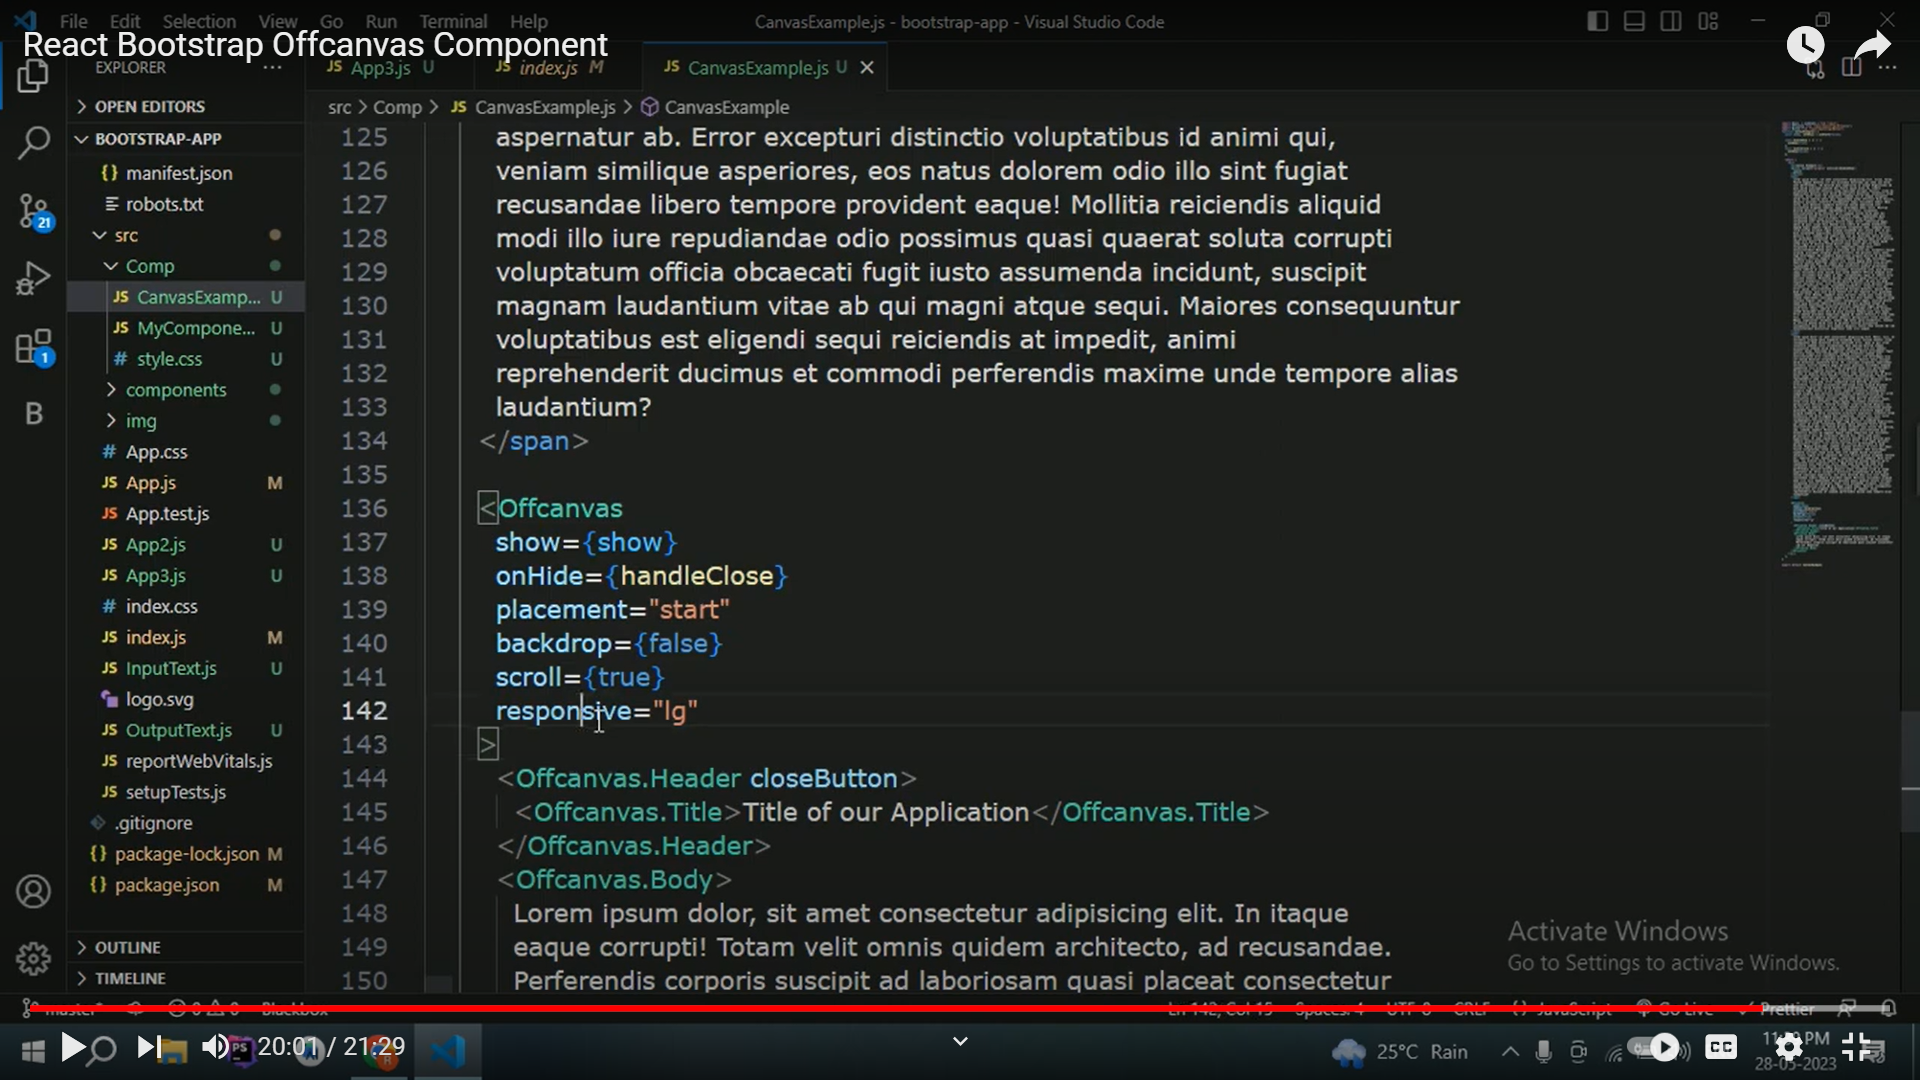 File Edit Selection View Go Run Terminal Help
CanvasExample.js - bootstrap-app - Visual Studio Code
React Bootstrap Offcanvas Component
EXPLORER ···
JS App3.js U
JS index.js M
JS CanvasExample.js U
OPEN EDITORS
BOOTSTRAP-APP
{} manifest.json
robots.txt
src
Comp
JS CanvasExamp... U
JS MyCompone... U
# style.css U
components
img
# App.css
JS App.js M
JS App.test.js
JS App2.js U
JS App3.js U
# index.css
JS index.js M
JS InputText.js U
logo.svg
JS OutputText.js U
JS reportWebVitals.js
JS setupTests.js
.gitignore
{} package-lock.json M
{} package.json M
OUTLINE
TIMELINE
21
1
B
src > Comp > JS CanvasExample.js > CanvasExample
125 aspernatur ab. Error excepturi distinctio voluptatibus id animi qui,
126 veniam similique asperiores, eos natus dolorem odio illo sint fugiat
127 recusandae libero tempore provident eaque! Mollitia reiciendis aliquid
128 modi illo iure repudiandae odio possimus quasi quaerat soluta corrupti
129 voluptatum officia obcaecati fugit iusto assumenda incidunt, suscipit
130 magnam laudantium vitae ab qui magni atque sequi. Maiores consequuntur
131 voluptatibus est eligendi sequi reiciendis at impedit, animi
132 reprehenderit ducimus et commodi perferendis maxime unde tempore alias
133 laudantium?
134 </span>
135
136 <Offcanvas
137 show={show}
138 onHide={handleClose}
139 placement="start"
140 backdrop={false}
141 scroll={true}
142 responsive="lg"
143 >
144 <Offcanvas.Header closeButton>
145 <Offcanvas.Title>Title of our Application</Offcanvas.Title>
146 </Offcanvas.Header>
147 <Offcanvas.Body>
148 Lorem ipsum dolor, sit amet consectetur adipisicing elit. In itaque
149 eaque corrupti! Totam velit omnis quidem architecto, ad recusandae.
150 Perferendis corporis suscipit ad laboriosam quasi placeat consectetur
Activate Windows
Go to Settings to activate Windows.
Ln 142, Col 15 Spaces: 4 UTF-8 CRLF {} JavaScript Go Live Prettier
20:01 / 21:29
25°C Rain
CC
PM
28-05-2023